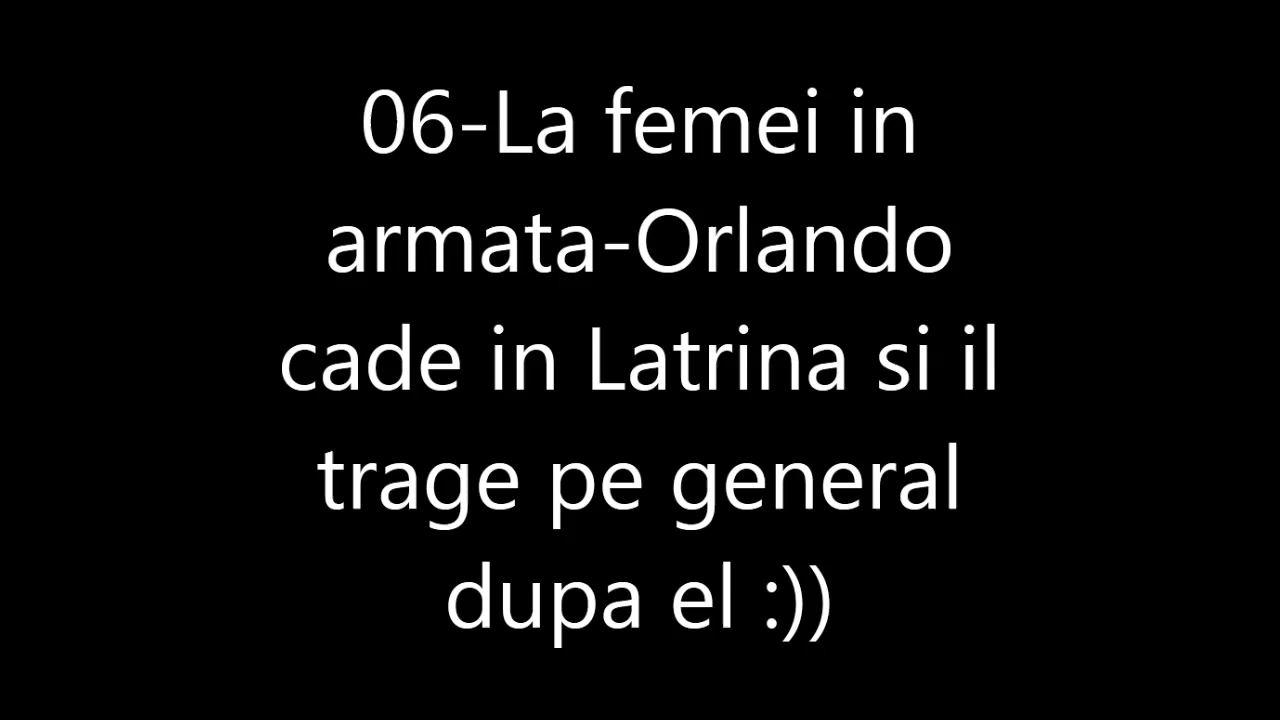 06-La femei in
armata-Orlando
cade in Latrina si il
trage pe general
dupa el :))